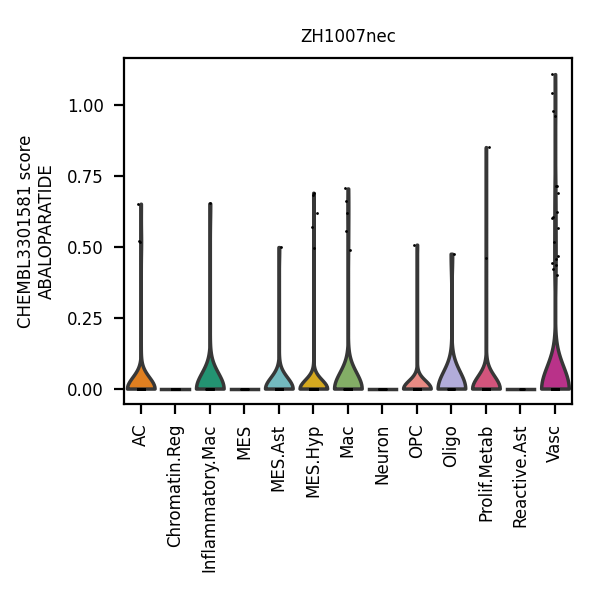 ZH1007nec
CHEMBL3301581 score
ABALOPARATIDE
1.00
0.75
0.50
0.25
0.00
AC
Chromatin.Reg
Inflammatory.Mac
MES
MES.Ast
MES.Hyp
Mac
Neuron
OPC
Oligo
Prolif.Metab
Reactive.Ast
Vasc